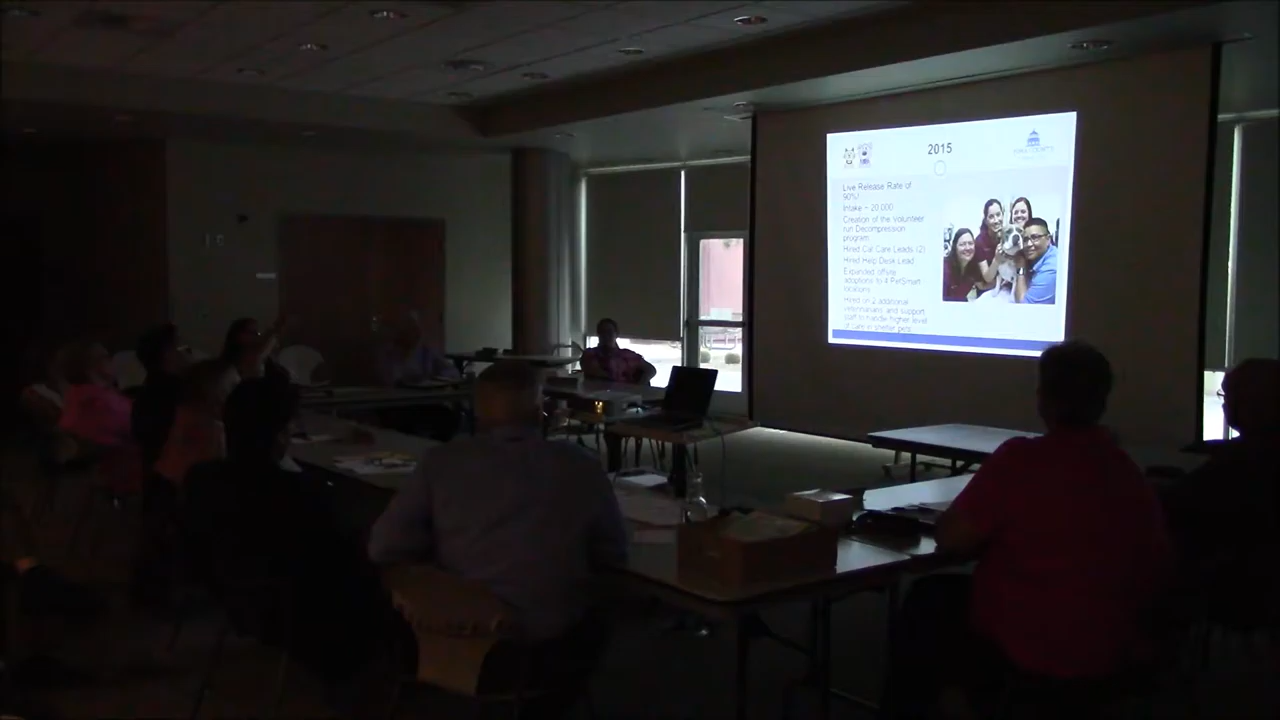 2015
Live Release Rate of
90%!
Intake ~ 20,000
Creation of the Volunteer
run Decompression
program
Hired Cat Care Leads (2)
Hired Help Desk Lead
Expanded offsite
adoptions to 4 PetSmart
locations
Hired on 2 additional
veterinarians and support
staff to handle higher level
of care in shelter pets